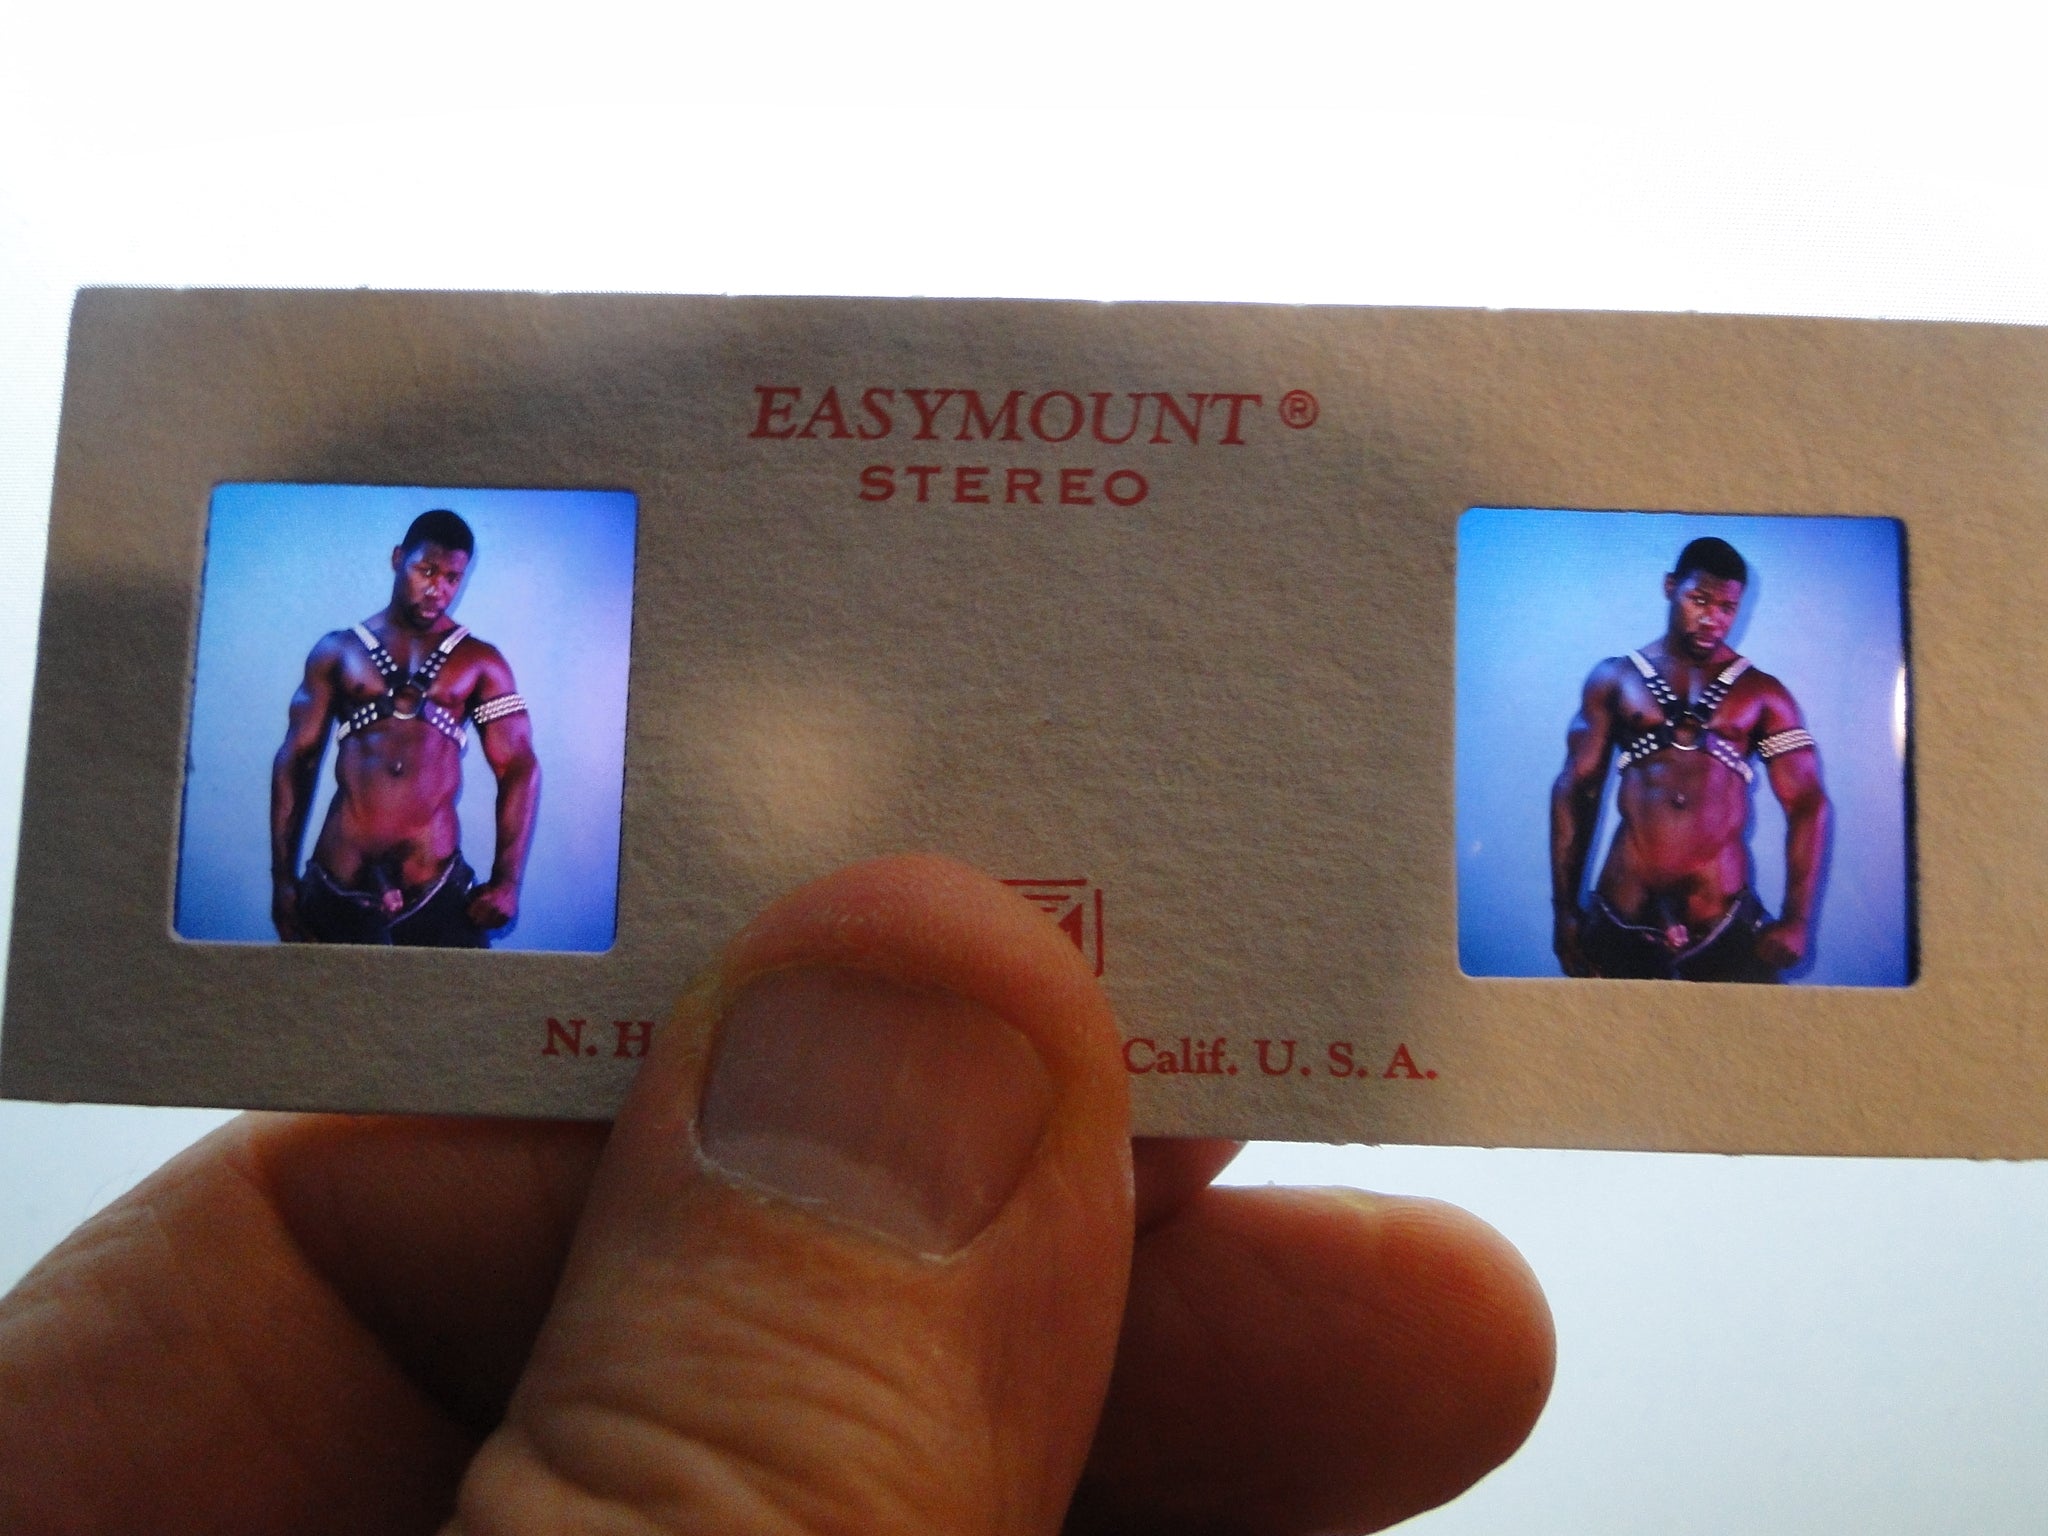 EASYMOUNT ®
STEREO
N. H
Calif. U. S. A.